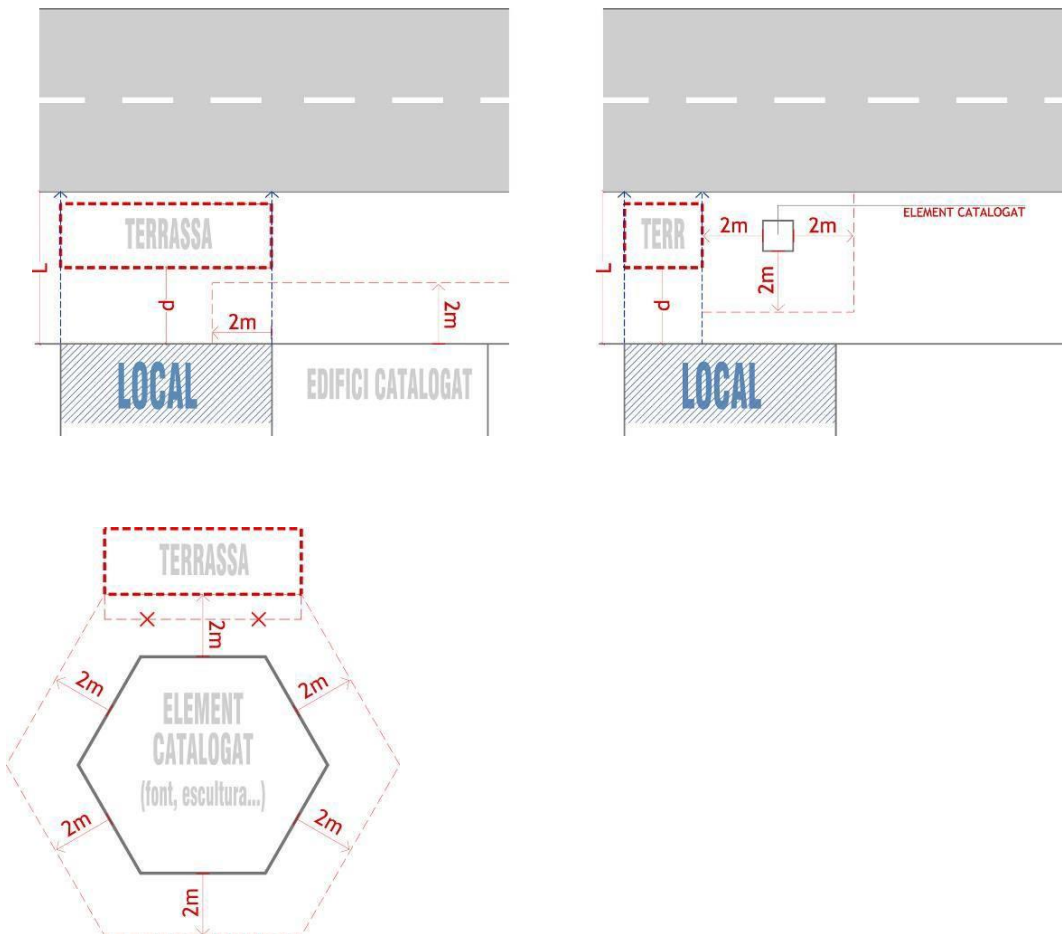 TERRASSA
L
p
2m
2m
LOCAL
EDIFICI CATALOGAT
ELEMENT CATALOGAT
TERR
2m
2m
2m
L
p
LOCAL
TERRASSA
2m
2m
2m
ELEMENT
CATALOGAT
(font, escultura...)
2m
2m
2m